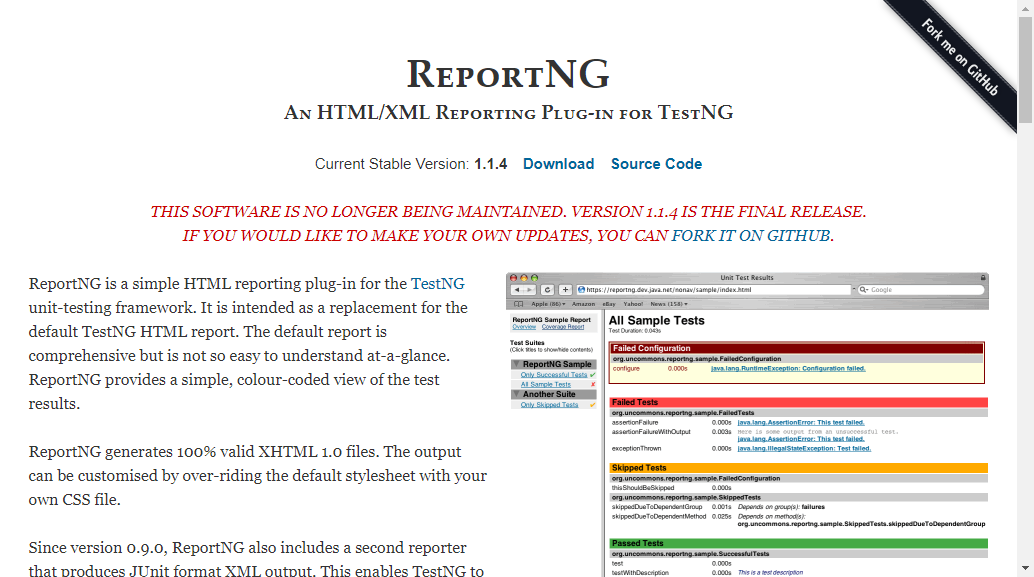 Fork me on GitHub
ReportNG
An HTML/XML Reporting Plug-in for TestNG
Current Stable Version: 1.1.4 Download Source Code
THIS SOFTWARE IS NO LONGER BEING MAINTAINED. VERSION 1.1.4 IS THE FINAL RELEASE.
IF YOU WOULD LIKE TO MAKE YOUR OWN UPDATES, YOU CAN FORK IT ON GITHUB.
ReportNG is a simple HTML reporting plug-in for the TestNG
unit-testing framework. It is intended as a replacement for the
default TestNG HTML report. The default report is
comprehensive but is not so easy to understand at-a-glance.
ReportNG provides a simple, colour-coded view of the test
results.
ReportNG generates 100% valid XHTML 1.0 files. The output
can be customised by over-riding the default stylesheet with your
own CSS file.
Since version 0.9.0, ReportNG also includes a second reporter
that produces JUnit format XML output. This enables TestNG to
Unit Test Results
https://reportng.dev.java.net/nonav/sample/index.html
Google
Apple (86) Amazon eBay Yahoo! News (158)
ReportNG Sample Report
Overview Coverage Report
Test Suites
(Click titles to show/hide contents)
ReportNG Sample
Only Successful Tests ✔
All Sample Tests ✘
Another Suite
Only Skipped Tests ✔
All Sample Tests
Test Duration: 0.043s
Failed Configuration
org.uncommons.reportng.sample.FailedConfiguration
configure 0.000s java.lang.RuntimeException: Configuration failed.
Failed Tests
org.uncommons.reportng.sample.FailedTests
assertionFailure 0.000s java.lang.AssertionError: This test failed.
assertionFailureWithOutput 0.003s Here is some output from an unsuccessful test.
java.lang.AssertionError: This test failed.
exceptionThrown 0.000s java.lang.IllegalStateException: Test failed.
Skipped Tests
org.uncommons.reportng.sample.FailedConfiguration
thisShouldBeSkipped 0.000s
org.uncommons.reportng.sample.SkippedTests
skippedDueToDependentGroup 0.001s Depends on group(s): failures
skippedDueToDependentMethod 0.025s Depends on method(s):
org.uncommons.reportng.sample.SkippedTests.skippedDueToDependentGroup
Passed Tests
org.uncommons.reportng.sample.SuccessfulTests
test 0.000s
testWithDescription 0.000s This is a test description